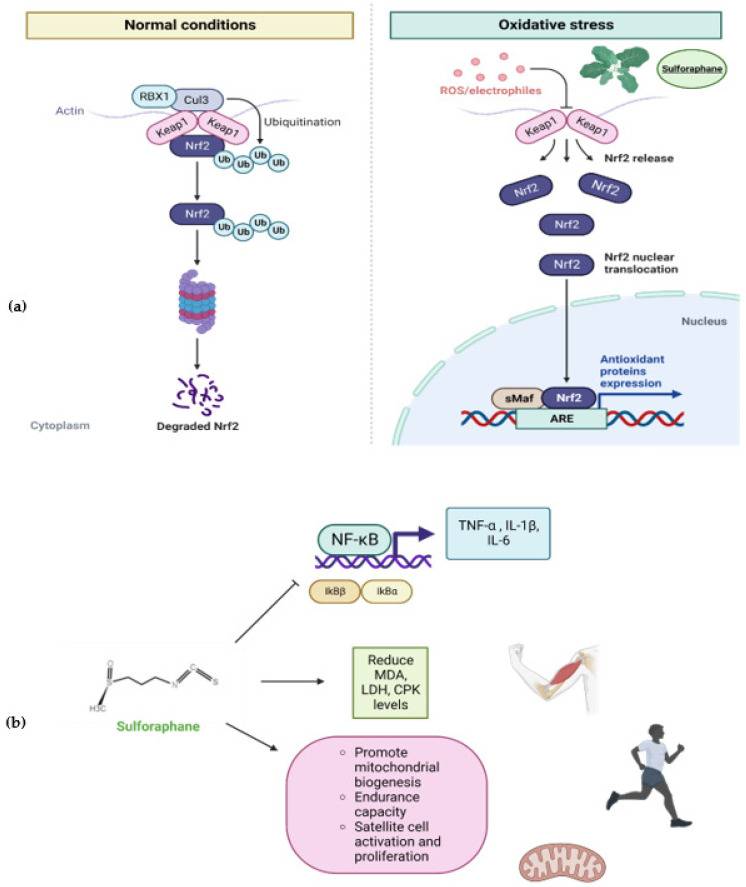 Normal conditions
RBX1
Cul3
Actin
Keap1
Keap1
Ubiquitination
Nrf2
Ub
Ub
Ub
Ub
Nrf2
Ub
Ub
Ub
Ub
Cytoplasm
Degraded Nrf2
(a)
Oxidative stress
Sulforaphane
ROS/electrophiles
Keap1
Keap1
Nrf2 release
Nrf2
Nrf2
Nrf2
Nrf2
Nrf2 nuclear
translocation
Nucleus
Antioxidant
proteins
expression
sMaf
Nrf2
ARE
(b)
NF-κB
TNF-α , IL-1β,
IL-6
IkBβ
IkBα
O
S
H3C
N
C
S
Sulforaphane
Reduce
MDA,
LDH, CPK
levels
○ Promote
mitochondrial
biogenesis
○ Endurance
capacity
○ Satellite cell
activation and
proliferation